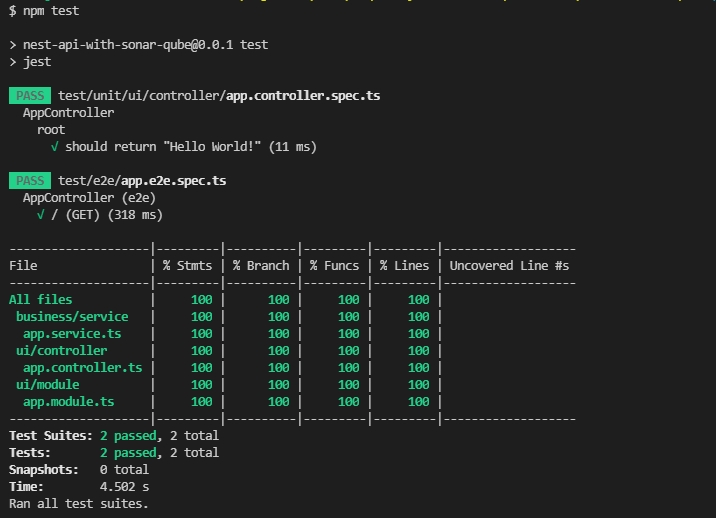 $ npm test
> nest-api-with-sonar-qube@0.0.1 test
> jest
PASS test/unit/ui/controller/app.controller.spec.ts
AppController
root
√ should return "Hello World!" (11 ms)
PASS test/e2e/app.e2e.spec.ts
AppController (e2e)
√ / (GET) (318 ms)
--------------------|---------|----------|---------|---------|-------------------
File                | % Stmts | % Branch | % Funcs | % Lines | Uncovered Line #s
--------------------|---------|----------|---------|---------|-------------------
All files           |     100 |      100 |     100 |     100 |
 business/service   |     100 |      100 |     100 |     100 |
  app.service.ts    |     100 |      100 |     100 |     100 |
 ui/controller      |     100 |      100 |     100 |     100 |
  app.controller.ts |     100 |      100 |     100 |     100 |
 ui/module          |     100 |      100 |     100 |     100 |
  app.module.ts     |     100 |      100 |     100 |     100 |
--------------------|---------|----------|---------|---------|-------------------
Test Suites: 2 passed, 2 total
Tests:       2 passed, 2 total
Snapshots:   0 total
Time:        4.502 s
Ran all test suites.